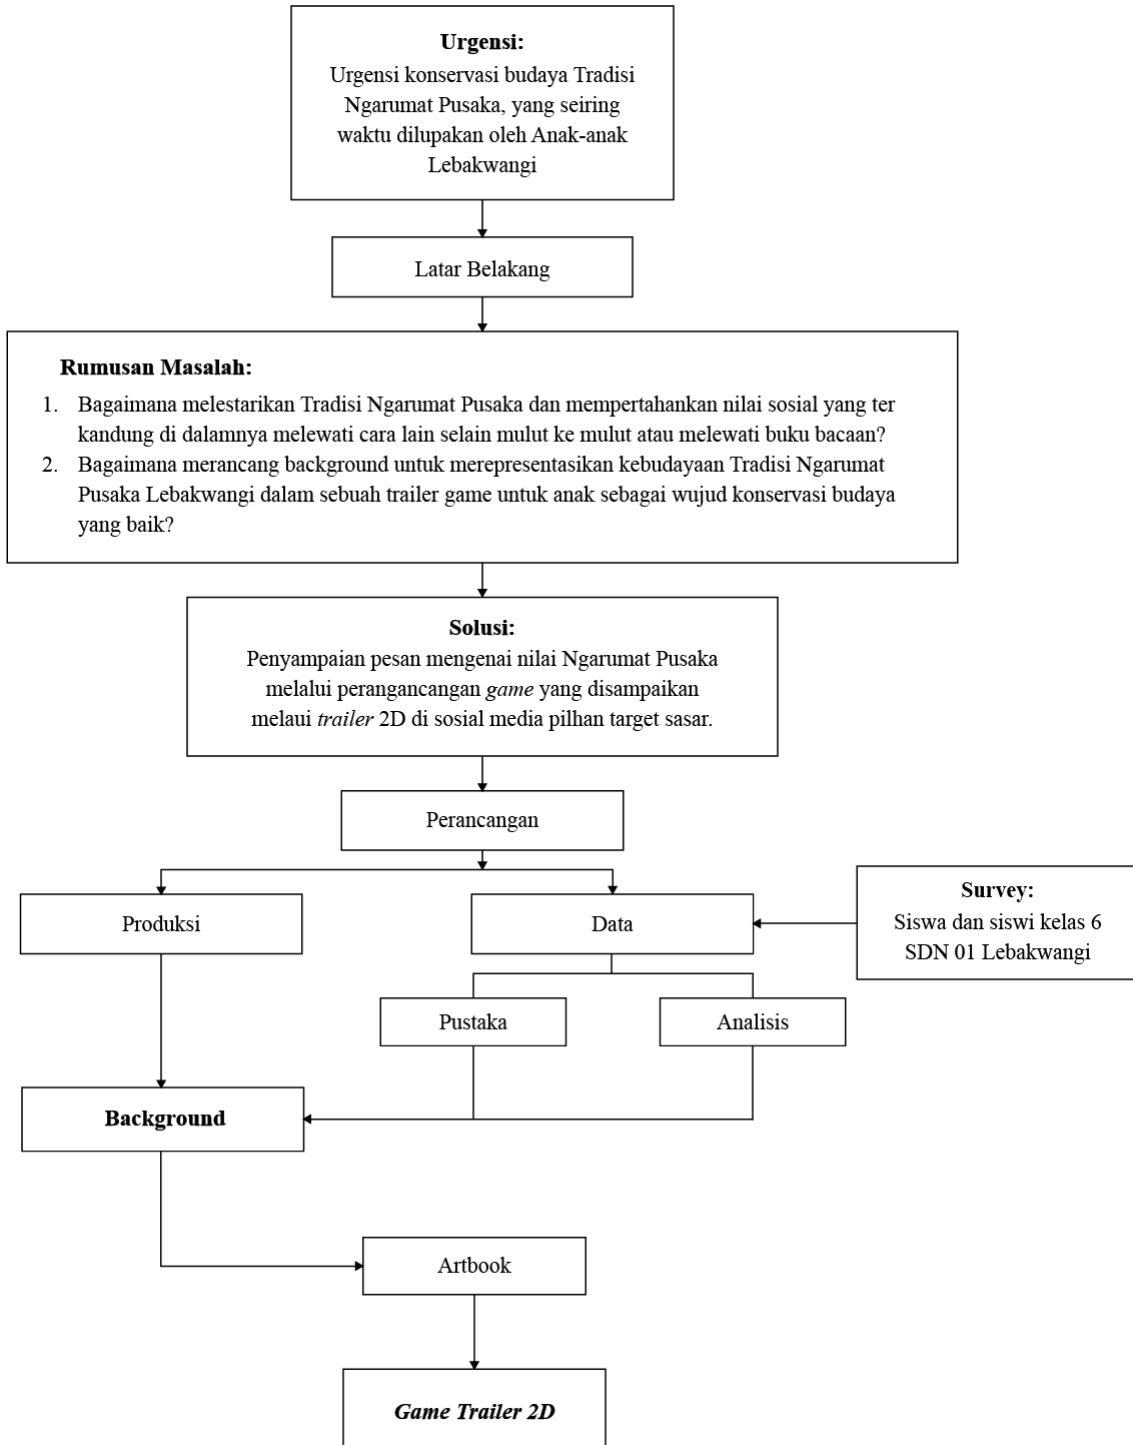 Urgensi:
Urgensi konservasi budaya Tradisi
Ngarumat Pusaka, yang seiring
waktu dilupakan oleh Anak-anak
Lebakwangi
Latar Belakang
Rumusan Masalah:
1. Bagaimana melestarikan Tradisi Ngarumat Pusaka dan mempertahankan nilai sosial yang ter
kandung di dalamnya melewati cara lain selain mulut ke mulut atau melewati buku bacaan?
2. Bagaimana merancang background untuk merepresentasikan kebudayaan Tradisi Ngarumat
Pusaka Lebakwangi dalam sebuah trailer game untuk anak sebagai wujud konservasi budaya
yang baik?
Solusi:
Penyampaian pesan mengenai nilai Ngarumat Pusaka
melalui perangancangan game yang disampaikan
melaui trailer 2D di sosial media pilhan target sasar.
Perancangan
Produksi
Data
Survey:
Siswa dan siswi kelas 6
SDN 01 Lebakwangi
Pustaka
Analisis
Background
Artbook
Game Trailer 2D